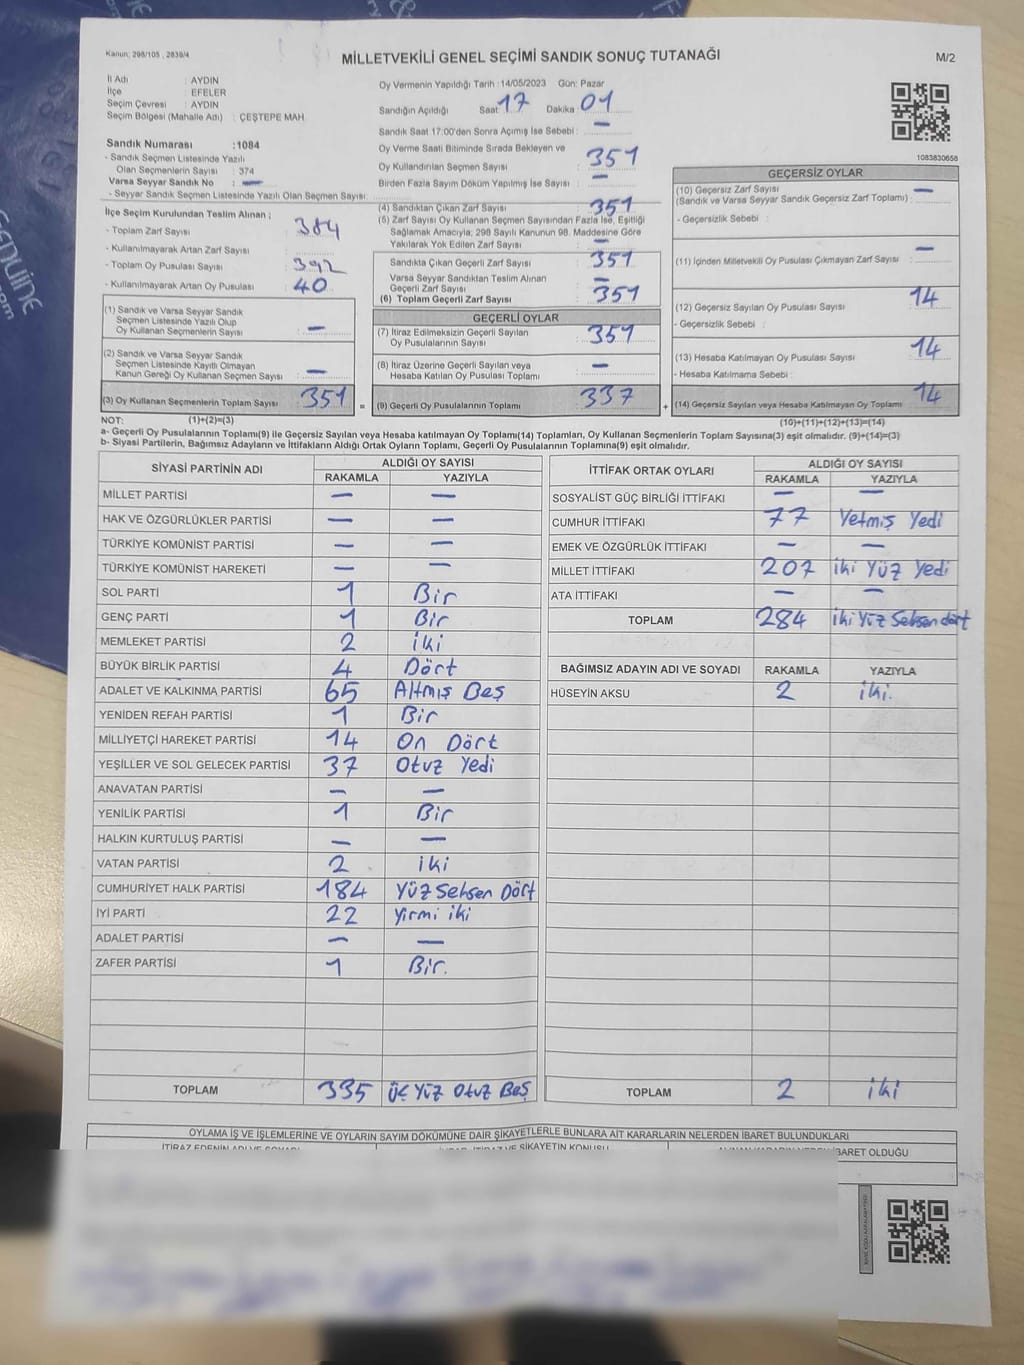 Kanun: 298/105 , 2839/4
MİLLETVEKİLİ GENEL SEÇİMİ SANDIK SONUÇ TUTANAĞI
M/2
İl Adı : AYDIN
İlçe : EFELER
Seçim Çevresi : AYDIN
Seçim Bölgesi (Mahalle Adı) : ÇEŞTEPE MAH.
Sandık Numarası :1084
- Sandık Seçmen Listesinde Yazılı
Olan Seçmenlerin Sayısı : 374
Varsa Seyyar Sandık No : —
- Seyyar Sandık Seçmen Listesinde Yazılı Olan Seçmen Sayısı :
Oy Vermenin Yapıldığı Tarih : 14/05/2023 Gün: Pazar
Sandığın Açıldığı Saat: 17 Dakika : 01
Sandık Saat 17:00'den Sonra Açımış İse Sebebi : —
Oy Verme Saati Bitiminde Sırada Bekleyen ve
Oy Kullandırılan Seçmen Sayısı : 351
Birden Fazla Sayım Döküm Yapılmış İse Sayısı : —
(4) Sandıktan Çıkan Zarf Sayısı : 351
(5) Zarf Sayısı Oy Kullanan Seçmen Sayısından Fazla İse, Eşitliği
Sağlamak Amacıyla; 298 Sayılı Kanunun 98. Maddesine Göre
Yakılarak Yok Edilen Zarf Sayısı : —
1083830658
İlçe Seçim Kurulundan Teslim Alınan ;
- Toplam Zarf Sayısı : 384
- Kullanılmayarak Artan Zarf Sayısı :
- Toplam Oy Pusulası Sayısı : 392
- Kullanılmayarak Artan Oy Pusulası : 40
(1) Sandık ve Varsa Seyyar Sandık
Seçmen Listesinde Yazılı Olup
Oy Kullanan Seçmenlerin Sayısı : —
(2) Sandık ve Varsa Seyyar Sandık
Seçmen Listesinde Kayıtlı Olmayan
Kanun Gereği Oy Kullanan Seçmen Sayısı : —
(3) Oy Kullanan Seçmenlerin Toplam Sayısı : 351
Sandıkta Çıkan Geçerli Zarf Sayısı : 351
Varsa Seyyar Sandıktan Teslim Alınan
Geçerli Zarf Sayısı : —
(6) Toplam Geçerli Zarf Sayısı : 351
GEÇERLİ OYLAR
(7) İtiraz Edilmeksizin Geçerli Sayılan
Oy Pusulalarının Sayısı : 351
(8) İtiraz Üzerine Geçerli Sayılan veya
Hesaba Katılan Oy Pusulası Toplamı : —
= (9) Geçerli Oy Pusulalarının Toplamı : 337
GEÇERSİZ OYLAR
(10) Geçersiz Zarf Sayısı
(Sandık ve Varsa Seyyar Sandık Geçersiz Zarf Toplamı) : —
- Geçersizlik Sebebi :
(11) İçinden Milletvekili Oy Pusulası Çıkmayan Zarf Sayısı : —
(12) Geçersiz Sayılan Oy Pusulası Sayısı : 14
- Geçersizlik Sebebi :
(13) Hesaba Katılmayan Oy Pusulası Sayısı : 14
- Hesaba Katılmama Sebebi :
+ (14) Geçersiz Sayılan veya Hesaba Katılmayan Oy Toplamı : 14
NOT: (1)+(2)=(3)
(10)+(11)+(12)+(13)=(14)
a- Geçerli Oy Pusulalarının Toplamı(9) ile Geçersiz Sayılan veya Hesaba katılmayan Oy Toplamı(14) Toplamları, Oy Kullanan Seçmenlerin Toplam Sayısına(3) eşit olmalıdır. (9)+(14)=(3)
b- Siyasi Partilerin, Bağımsız Adayların ve İttifakların Aldığı Ortak Oyların Toplamı, Geçerli Oy Pusulalarının Toplamına(9) eşit olmalıdır.
SİYASİ PARTİNİN ADI ALDIĞI OY SAYISI
RAKAMLA YAZIYLA
MİLLET PARTİSİ — —
HAK VE ÖZGÜRLÜKLER PARTİSİ — —
TÜRKİYE KOMÜNİST PARTİSİ — —
TÜRKİYE KOMÜNİST HAREKETİ — —
SOL PARTİ 1 Bir
GENÇ PARTİ 1 Bir
MEMLEKET PARTİSİ 2 iki
BÜYÜK BİRLİK PARTİSİ 4 Dört
ADALET VE KALKINMA PARTİSİ 65 Altmış Beş
YENİDEN REFAH PARTİSİ 1 Bir
MİLLİYETÇİ HAREKET PARTİSİ 14 On Dört
YEŞİLLER VE SOL GELECEK PARTİSİ 37 Otuz Yedi
ANAVATAN PARTİSİ — —
YENİLİK PARTİSİ 1 Bir
HALKIN KURTULUŞ PARTİSİ — —
VATAN PARTİSİ 2 iki
CUMHURİYET HALK PARTİSİ 184 Yüz Seksen Dört
İYİ PARTİ 22 Yirmi iki
ADALET PARTİSİ — —
ZAFER PARTİSİ 1 Bir.
TOPLAM 335 Üç Yüz Otuz Beş
İTTİFAK ORTAK OYLARI ALDIĞI OY SAYISI
RAKAMLA YAZIYLA
SOSYALİST GÜÇ BİRLİĞİ İTTİFAKI — —
CUMHUR İTTİFAKI 77 Yetmiş Yedi
EMEK VE ÖZGÜRLÜK İTTİFAKI — —
MİLLET İTTİFAKI 207 iki Yüz Yedi
ATA İTTİFAKI — —
TOPLAM 284 iki Yüz Seksen dört
BAĞIMSIZ ADAYIN ADI VE SOYADI RAKAMLA YAZIYLA
HÜSEYİN AKSU 2 iki.
TOPLAM 2 iki
OYLAMA İŞ VE İŞLEMLERİNE VE OYLARIN SAYIM DÖKÜMÜNE DAİR ŞİKAYETLERLE BUNLARA AİT KARARLARIN NELERDEN İBARET BULUNDUKLARI
İBARET OLDUĞU